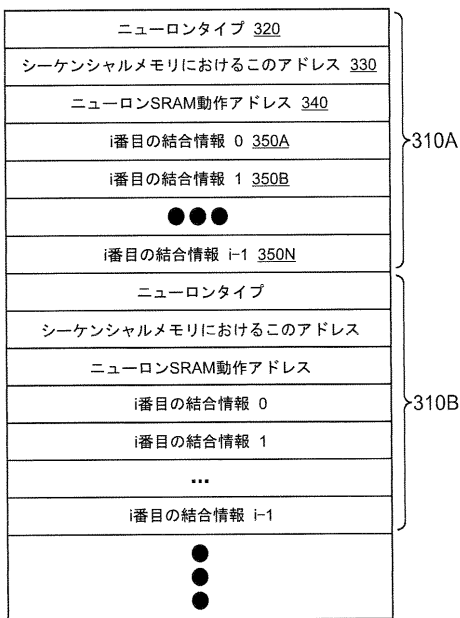 ニューロンタイプ 320
シーケンシャルメモリにおけるこのアドレス 330
ニューロンSRAM動作アドレス 340
i番目の結合情報 0 350A
i番目の結合情報 1 350B
●●●
i番目の結合情報 i-1 350N
310A
ニューロンタイプ
シーケンシャルメモリにおけるこのアドレス
ニューロンSRAM動作アドレス
i番目の結合情報 0
i番目の結合情報 1
...
i番目の結合情報 i-1
310B